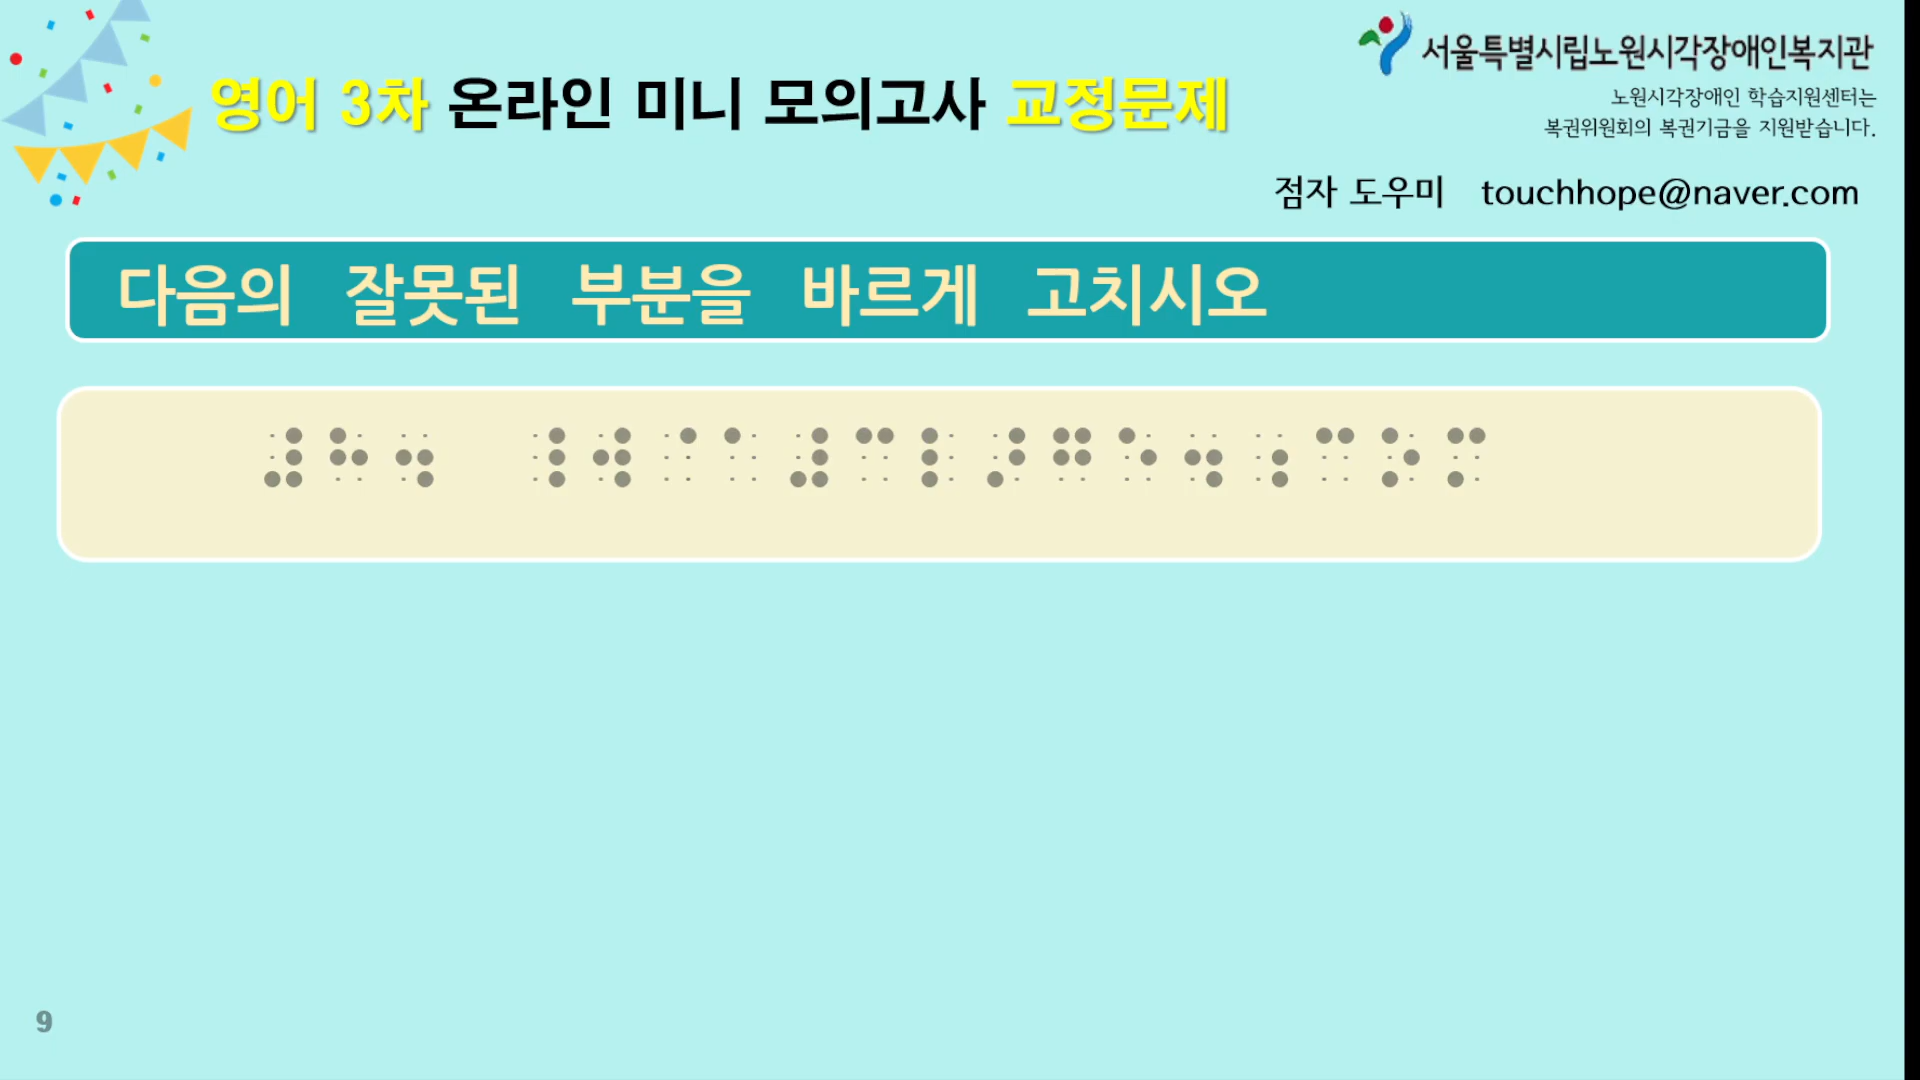 서울특별시립노원시각장애인복지관
노원시각장애인 학습지원센터는
복권위원회의 복권기금을 지원받습니다.
영어 3차 온라인 미니 모의고사 교정문제
점자 도우미 touchhope@naver.com
다음의 잘못된 부분을 바르게 고치시오
⠼⠓⠲ ⠸⠺⠈⠁⠼⠉⠇⠜⠛⠑⠲⠰⠉⠕⠍
9